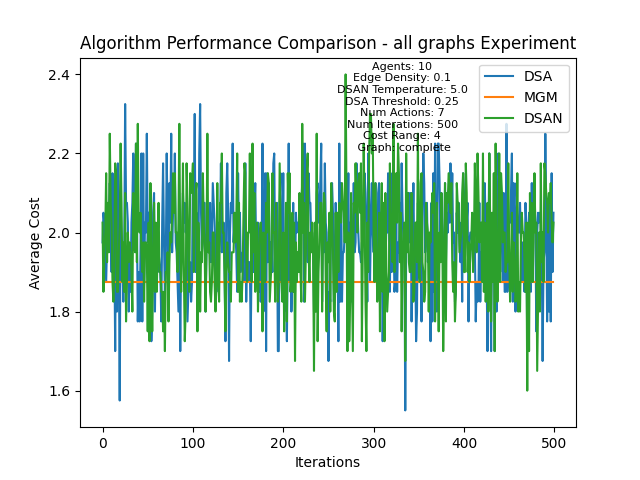 Algorithm Performance Comparison - all graphs Experiment
Agents: 10
Edge Density: 0.1
DSAN Temperature: 5.0
DSA Threshold: 0.25
Num Actions: 7
Num Iterations: 500
Cost Range: 4
Graph: complete
DSA
MGM
DSAN
Average Cost
2.4
2.2
2.0
1.8
1.6
0
100
200
300
400
500
Iterations